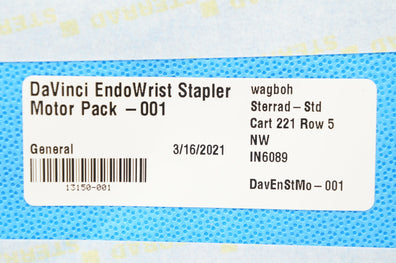 STERRAD
DaVinci EndoWrist Stapler
Motor Pack -001
General
3/16/2021
13150-001
wagboh
Sterrad-Std
Cart 221 Row 5
NW
IN6089
DavEnStMo-001